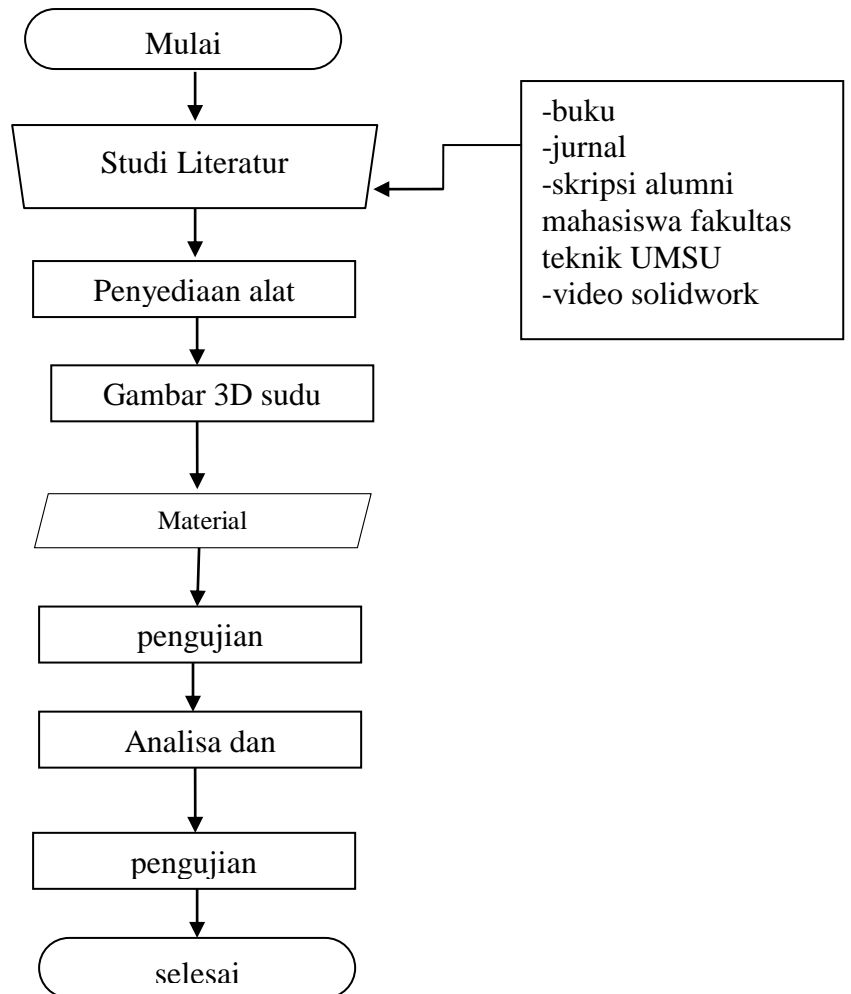 Mulai
Studi Literatur
-buku
-jurnal
-skripsi alumni
mahasiswa fakultas
teknik UMSU
-video solidwork
Penyediaan alat
Gambar 3D sudu
Material
pengujian
Analisa dan
pengujian
selesai